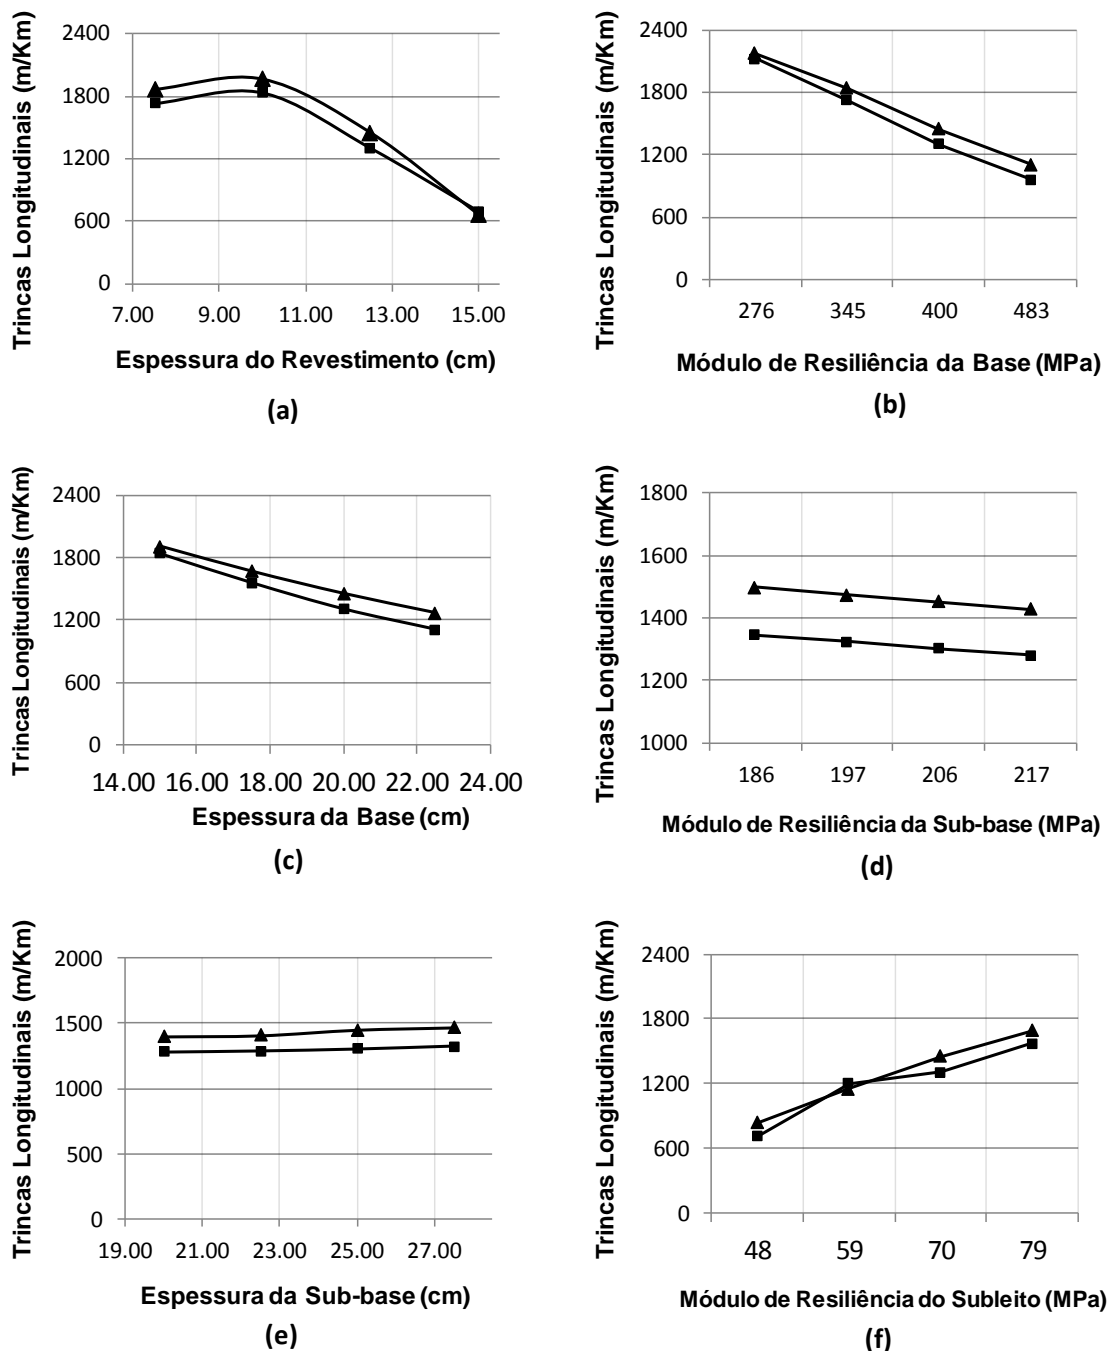 Trincas Longitudinais (m/Km)
2400
1800
1200
600
0
7.00 9.00 11.00 13.00 15.00
Espessura do Revestimento (cm)
(a)
Trincas Longitudinais (m/Km)
2400
1800
1200
600
0
276 345 400 483
Módulo de Resiliência da Base (MPa)
(b)
Trincas Longitudinais (m/Km)
2400
1800
1200
600
0
14.00 16.00 18.00 20.00 22.00 24.00
Espessura da Base (cm)
(c)
Trincas Longitudinais (m/Km)
1800
1600
1400
1200
1000
186 197 206 217
Módulo de Resiliência da Sub-base (MPa)
(d)
Trincas Longitudinais (m/Km)
2000
1500
1000
500
0
19.00 21.00 23.00 25.00 27.00
Espessura da Sub-base (cm)
(e)
Trincas Longitudinais (m/Km)
2400
1800
1200
600
0
48 59 70 79
Módulo de Resiliência do Subleito (MPa)
(f)